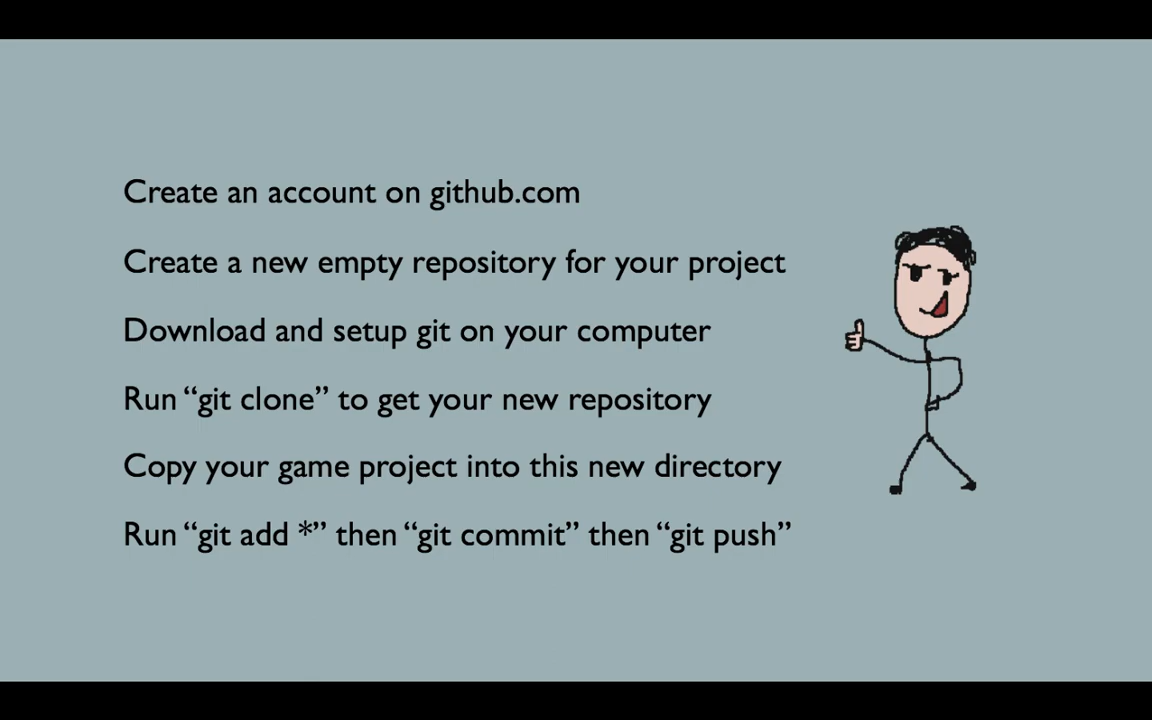 Create an account on github.com
Create a new empty repository for your project
Download and setup git on your computer
Run “git clone” to get your new repository
Copy your game project into this new directory
Run “git add *” then “git commit” then “git push”